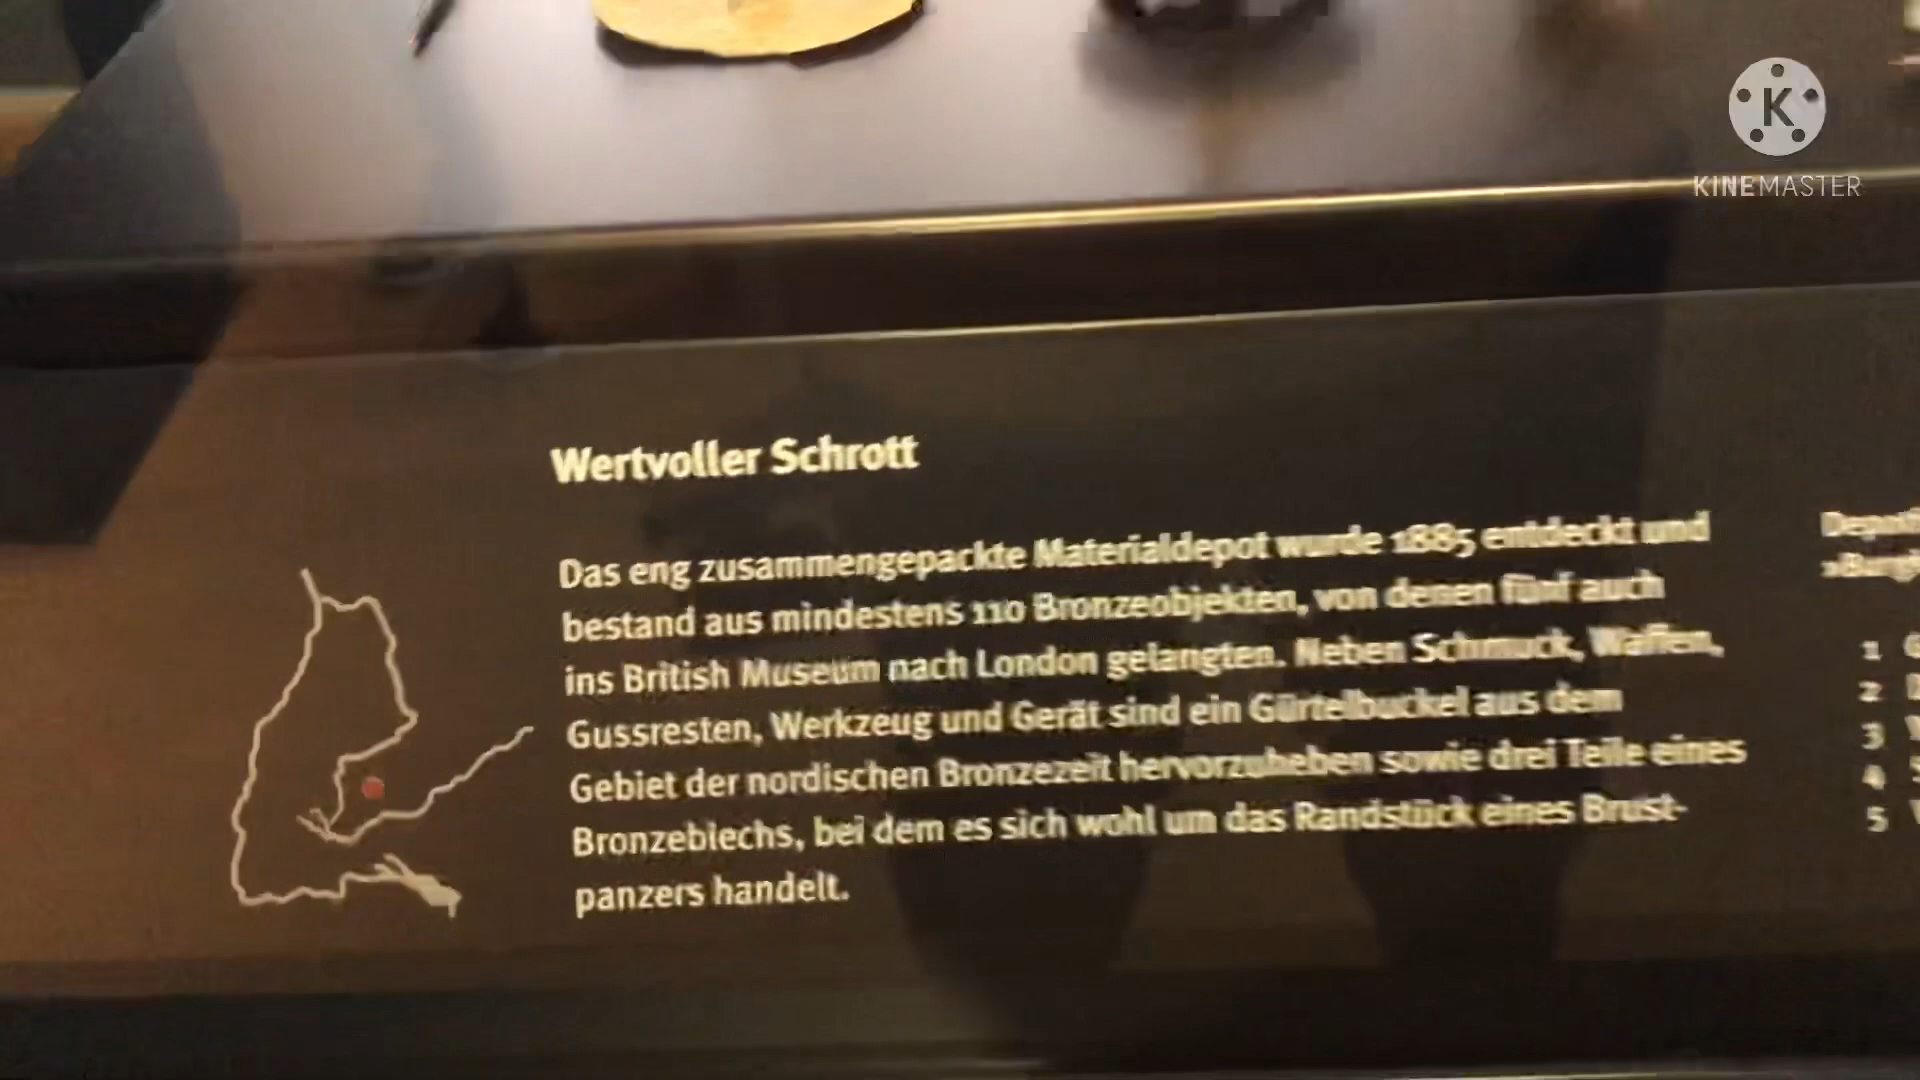 K
KINEMASTER
Wertvoller Schrott
Das eng zusammengepackte Materialdepot wurde 1885 entdeckt und
bestand aus mindestens 110 Bronzeobjekten, von denen fünf auch
ins British Museum nach London gelangten. Neben Schmuck, Waffen,
Gussresten, Werkzeug und Gerät sind ein Gürtelbuckel aus dem
Gebiet der nordischen Bronzezeit hervorzuheben sowie drei Teile eines
Bronzeblechs, bei dem es sich wohl um das Randstück eines Brust-
panzers handelt.
1
2
3
4
5